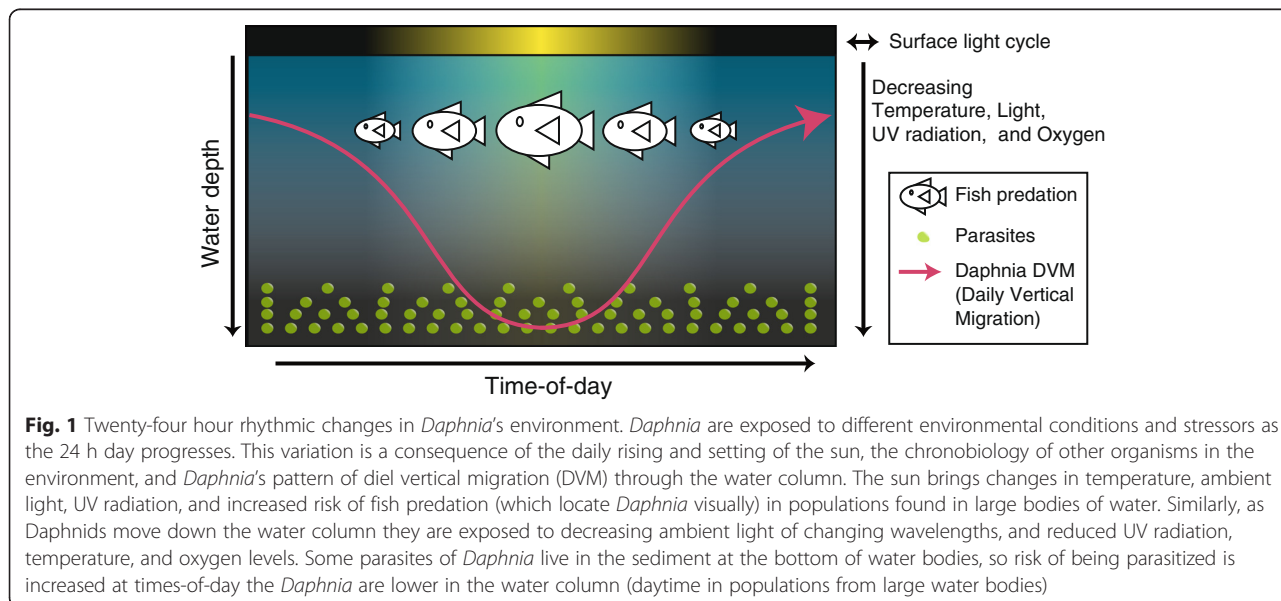 Surface light cycle
Decreasing
Temperature, Light,
UV radiation, and Oxygen
Water depth
Fish predation
Parasites
Daphnia DVM
(Daily Vertical
Migration)
Time-of-day
Fig. 1 Twenty-four hour rhythmic changes in Daphnia's environment. Daphnia are exposed to different environmental conditions and stressors as
the 24 h day progresses. This variation is a consequence of the daily rising and setting of the sun, the chronobiology of other organisms in the
environment, and Daphnia's pattern of diel vertical migration (DVM) through the water column. The sun brings changes in temperature, ambient
light, UV radiation, and increased risk of fish predation (which locate Daphnia visually) in populations found in large bodies of water. Similarly, as
Daphnids move down the water column they are exposed to decreasing ambient light of changing wavelengths, and reduced UV radiation,
temperature, and oxygen levels. Some parasites of Daphnia live in the sediment at the bottom of water bodies, so risk of being parasitized is
increased at times-of-day the Daphnia are lower in the water column (daytime in populations from large water bodies)